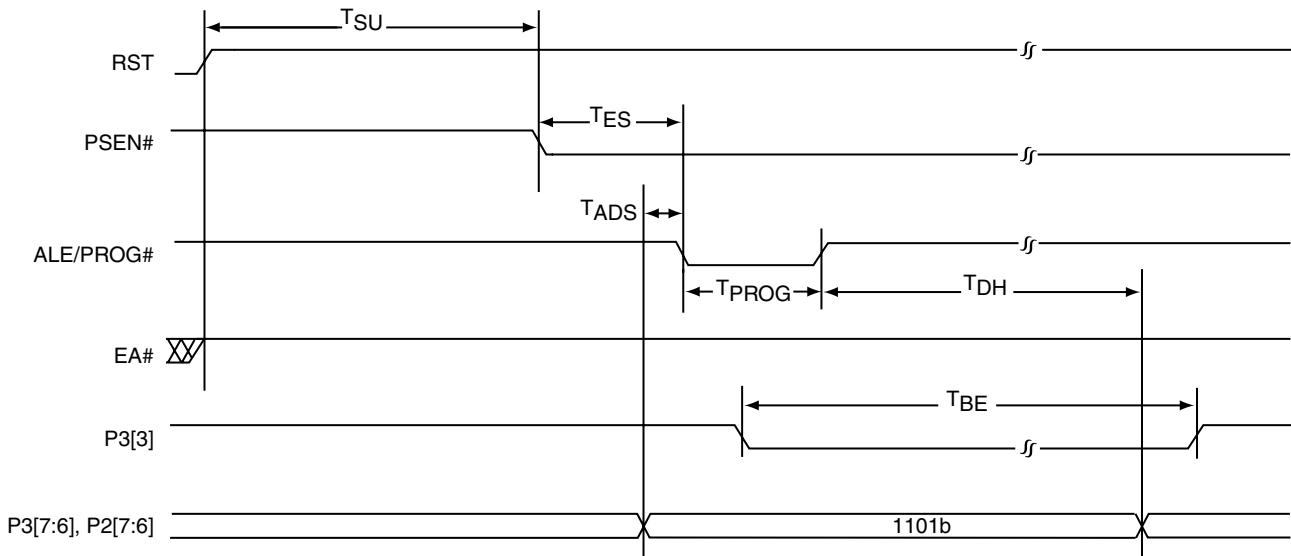 TSU
RST
TES
PSEN#
TADS
ALE/PROG#
TPROG
TDH
EA#
TBE
P3[3]
P3[7:6], P2[7:6]
1101b